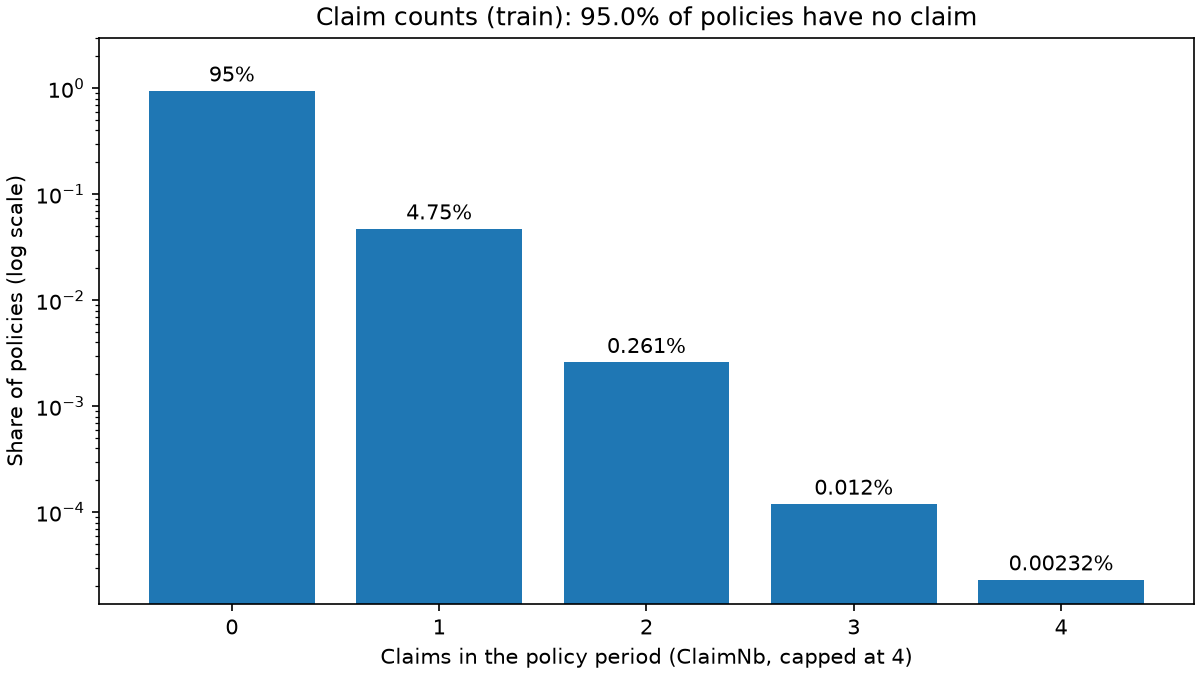 Claim counts (train): 95.0% of policies have no claim
Share of policies (log scale)
10⁰
10⁻¹
10⁻²
10⁻³
10⁻⁴
95%
4.75%
0.261%
0.012%
0.00232%
0 1 2 3 4
Claims in the policy period (ClaimNb, capped at 4)